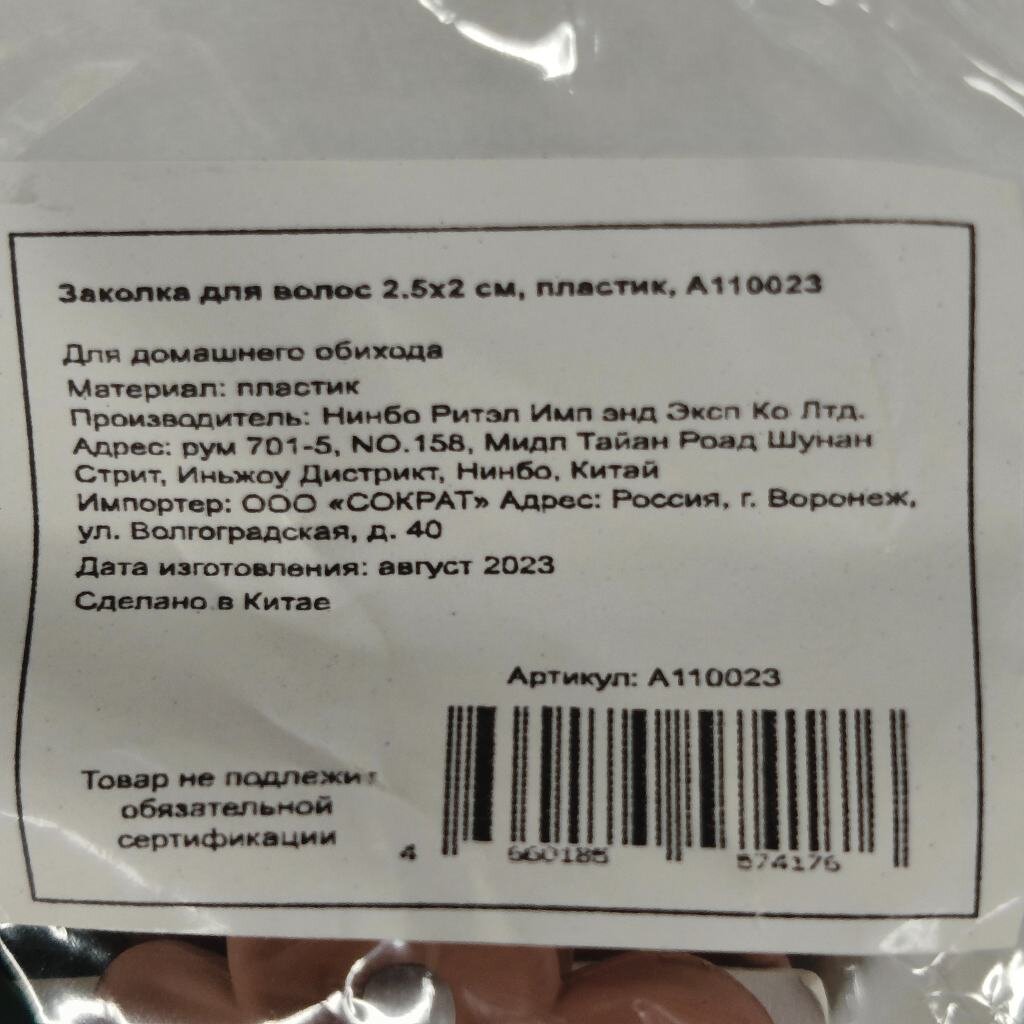 Заколка для волос 2.5х2 см, пластик, А110023
Для домашнего обихода
Материал: пластик
Производитель: Нинбо Ритэл Имп энд Эксп Ко Лтд.
Адрес: рум 701-5, NO.158, Мидл Тайан Роад Шунан
Стрит, Иньжоу Дистрикт, Нинбо, Китай
Импортер: ООО «СОКРАТ» Адрес: Россия, г. Воронеж,
ул. Волгоградская, д. 40
Дата изготовления: август 2023
Сделано в Китае
Артикул: А110023
Товар не подлежит
обязательной
сертификации
4 660185 574176